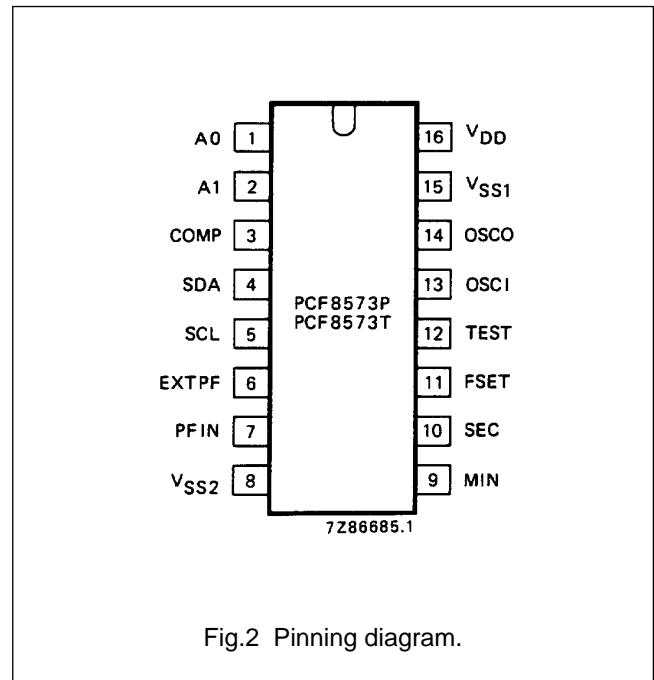 A0 1
A1 2
COMP 3
SDA 4
SCL 5
EXTPF 6
PFIN 7
VSS2 8
PCF8573P
PCF8573T
16 VDD
15 VSS1
14 OSCO
13 OSCI
12 TEST
11 FSET
10 SEC
9 MIN
7Z86685.1
Fig.2 Pinning diagram.